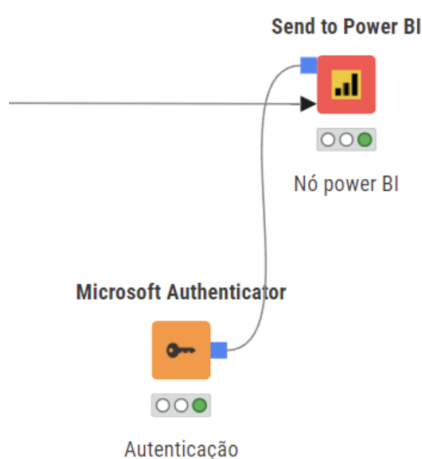 Send to Power BI
Nó power BI
Microsoft Authenticator
Autenticação